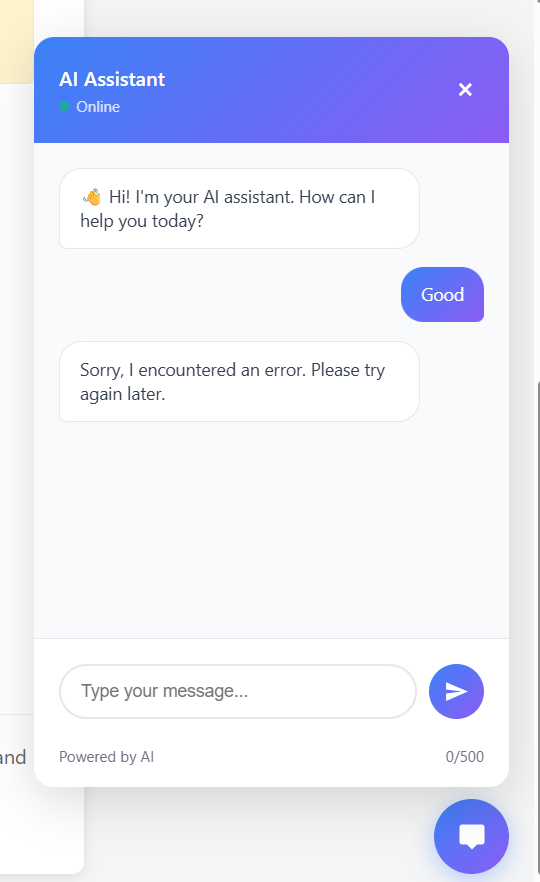 AI Assistant
Online
👋 Hi! I'm your AI assistant. How can I
help you today?
Good
Sorry, I encountered an error. Please try
again later.
Type your message...
and
Powered by AI
0/500